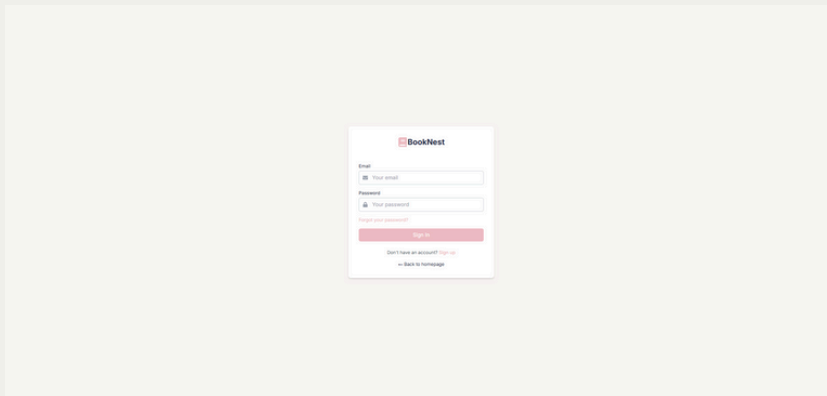 BookNest
Email
Your email
Password
Your password
Forgot your password?
Sign in
Don't have an account? Sign up
← Back to homepage